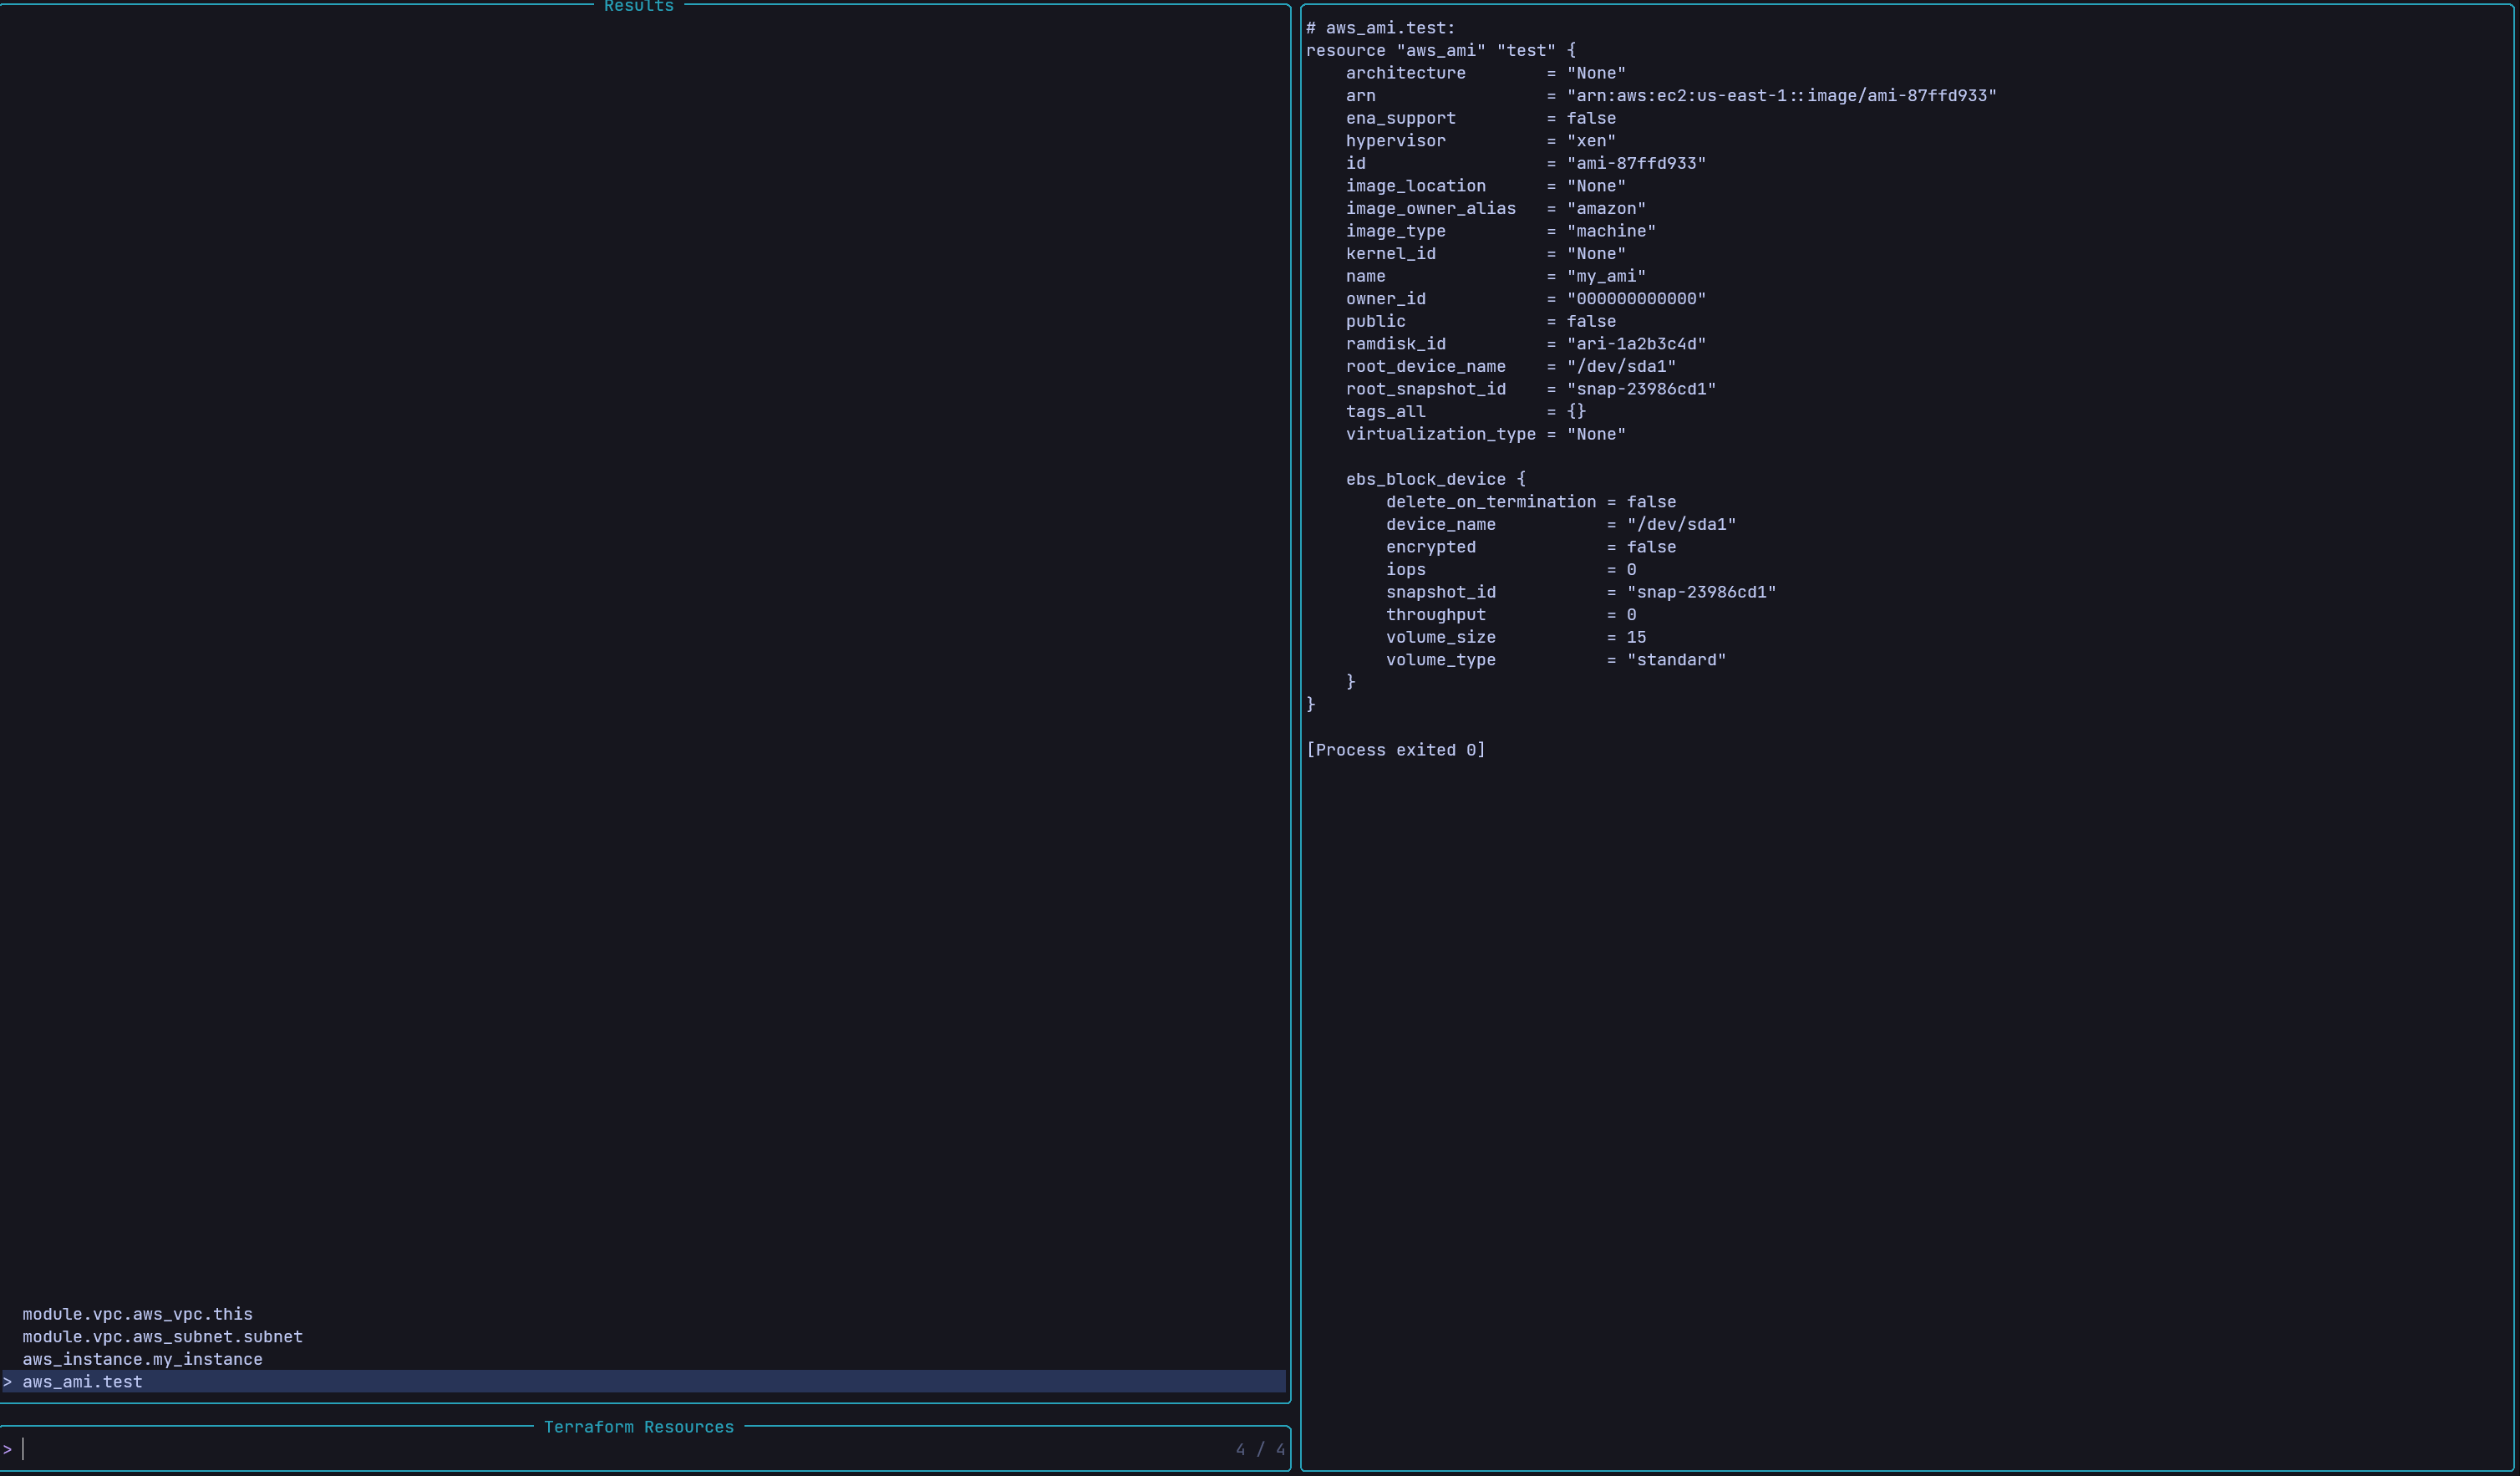 Results
module.vpc.aws_vpc.this
module.vpc.aws_subnet.subnet
aws_instance.my_instance
> aws_ami.test
Terraform Resources
> 4 / 4
# aws_ami.test:
resource "aws_ami" "test" {
    architecture        = "None"
    arn                 = "arn:aws:ec2:us-east-1::image/ami-87ffd933"
    ena_support         = false
    hypervisor          = "xen"
    id                  = "ami-87ffd933"
    image_location      = "None"
    image_owner_alias   = "amazon"
    image_type          = "machine"
    kernel_id           = "None"
    name                = "my_ami"
    owner_id            = "000000000000"
    public              = false
    ramdisk_id          = "ari-1a2b3c4d"
    root_device_name    = "/dev/sda1"
    root_snapshot_id    = "snap-23986cd1"
    tags_all            = {}
    virtualization_type = "None"
    ebs_block_device {
        delete_on_termination = false
        device_name           = "/dev/sda1"
        encrypted             = false
        iops                  = 0
        snapshot_id           = "snap-23986cd1"
        throughput            = 0
        volume_size           = 15
        volume_type           = "standard"
    }
}
[Process exited 0]